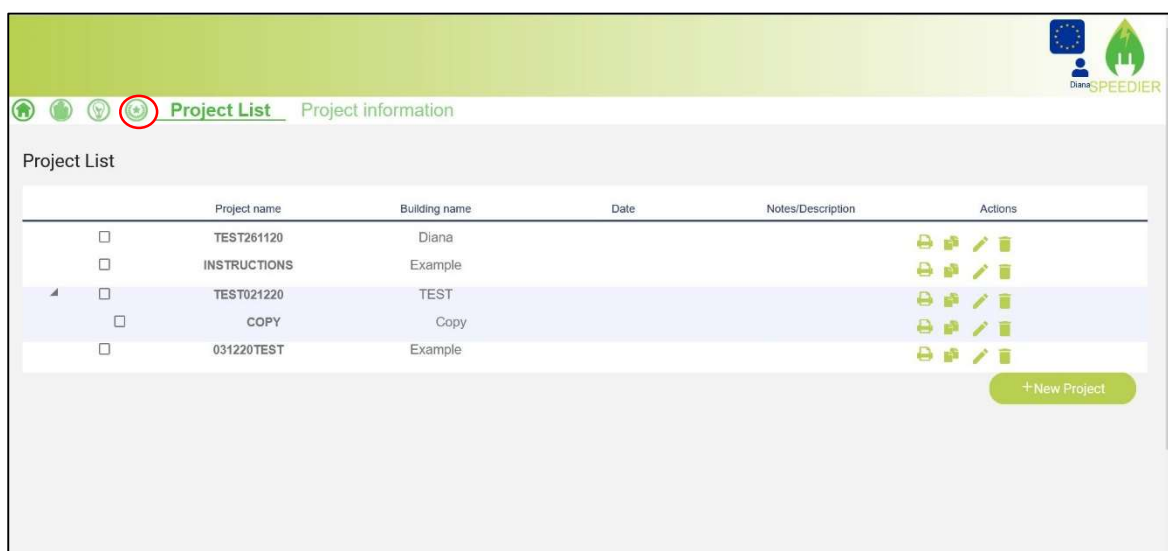 Diana SPEEDIER
Project List Project information
Project List
Project name Building name Date Notes/Description Actions
TEST261120 Diana
INSTRUCTIONS Example
TEST021220 TEST
COPY Copy
031220TEST Example
+New Project